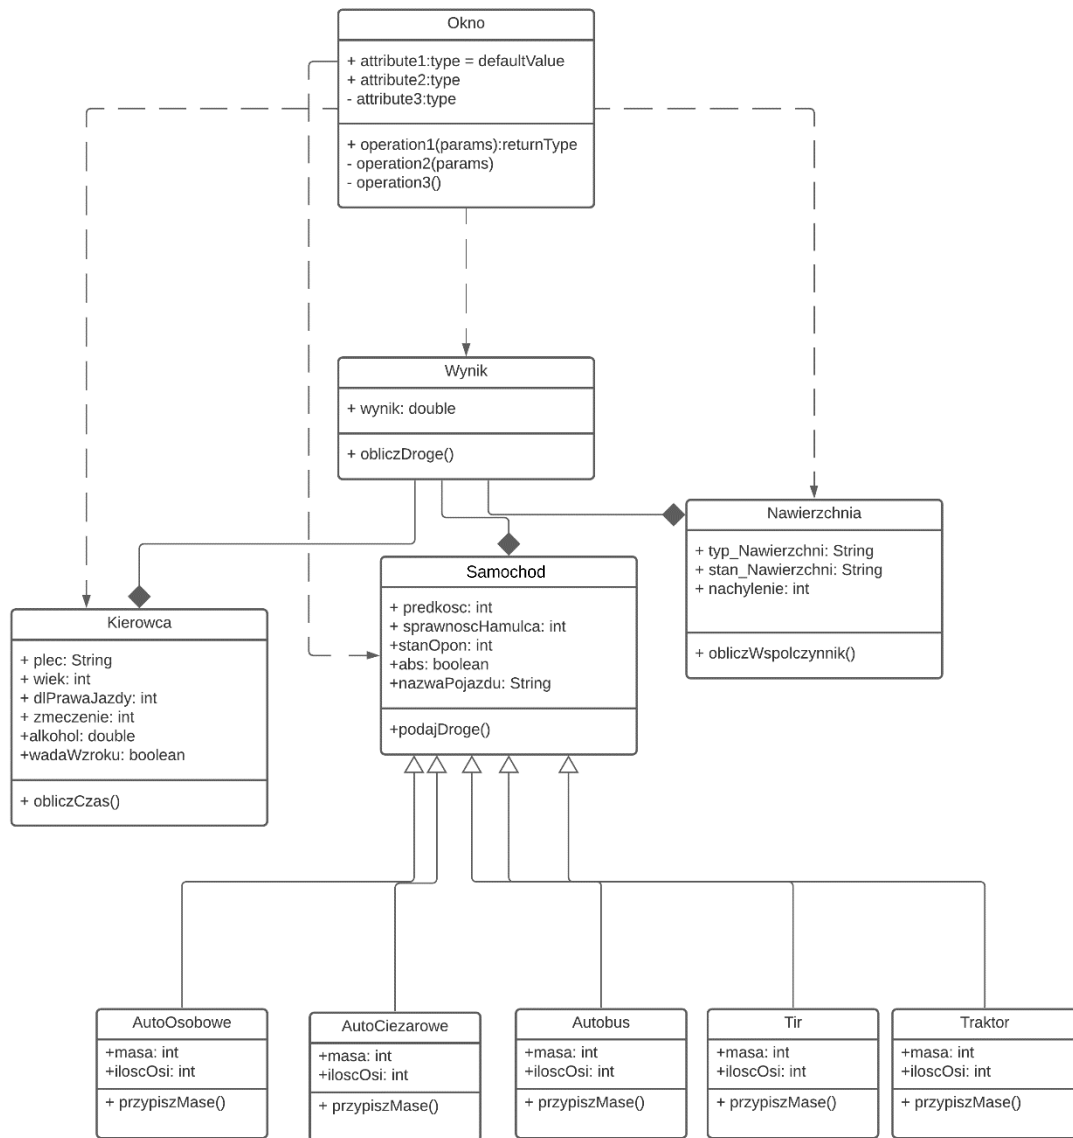 Okno
+ attribute1:type = defaultValue
+ attribute2:type
- attribute3:type
+ operation1(params):returnType
- operation2(params)
- operation3()
Wynik
+ wynik: double
+ obliczDroge()
Nawierzchnia
+ typ_Nawierzchni: String
+ stan_Nawierzchni: String
+ nachylenie: int
+ obliczWspolczynnik()
Samochod
+ predkosc: int
+ sprawnoscHamulca: int
+stanOpon: int
+abs: boolean
+nazwaPojazdu: String
+podajDroge()
Kierowca
+ plec: String
+ wiek: int
+ dlPrawaJazdy: int
+ zmeczenie: int
+alkohol: double
+wadaWzroku: boolean
+ obliczCzas()
AutoOsobowe
+masa: int
+iloscOsi: int
+ przypiszMase()
AutoCiezarowe
+masa: int
+iloscOsi: int
+ przypiszMase()
Autobus
+masa: int
+iloscOsi: int
+ przypiszMase()
Tir
+masa: int
+iloscOsi: int
+ przypiszMase()
Traktor
+masa: int
+iloscOsi: int
+ przypiszMase()